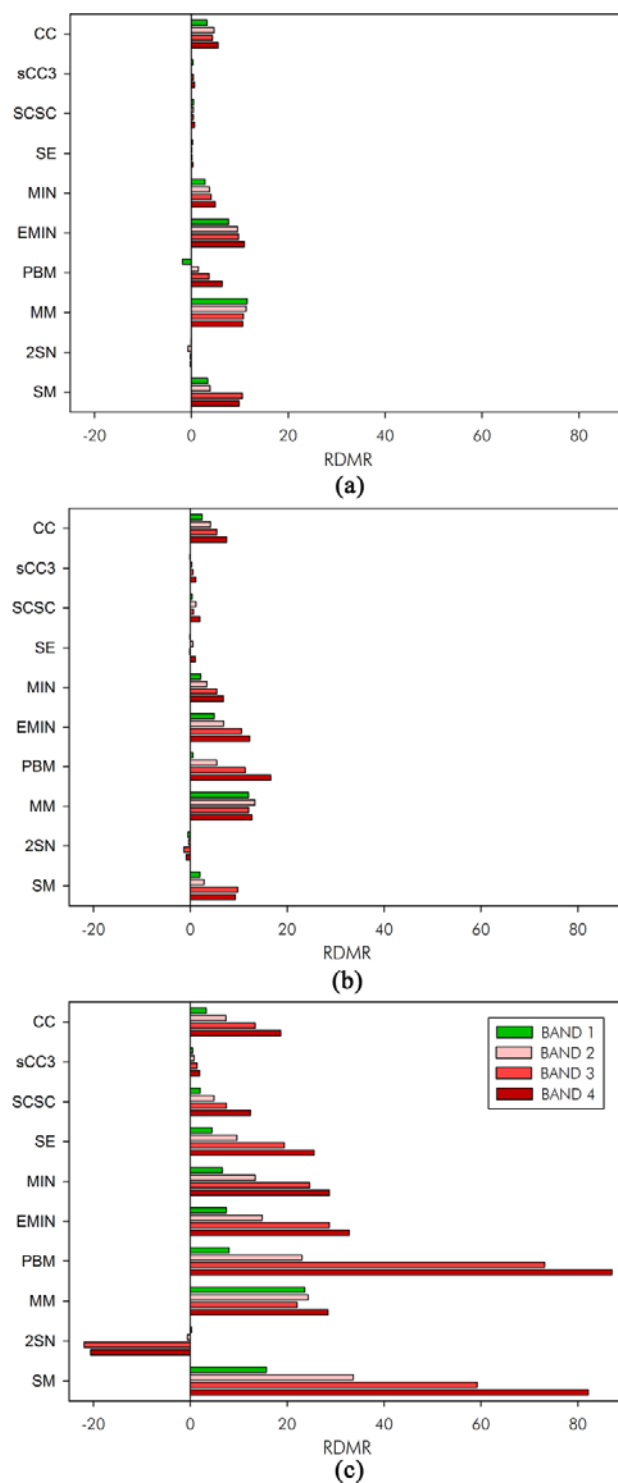 CC
sCC3
SCSC
SE
MIN
EMIN
PBM
MM
2SN
SM
-20 0 20 40 60 80
RDMR
(a)
CC
sCC3
SCSC
SE
MIN
EMIN
PBM
MM
2SN
SM
-20 0 20 40 60 80
RDMR
(b)
CC
sCC3
SCSC
SE
MIN
EMIN
PBM
MM
2SN
SM
BAND 1
BAND 2
BAND 3
BAND 4
-20 0 20 40 60 80
RDMR
(c)